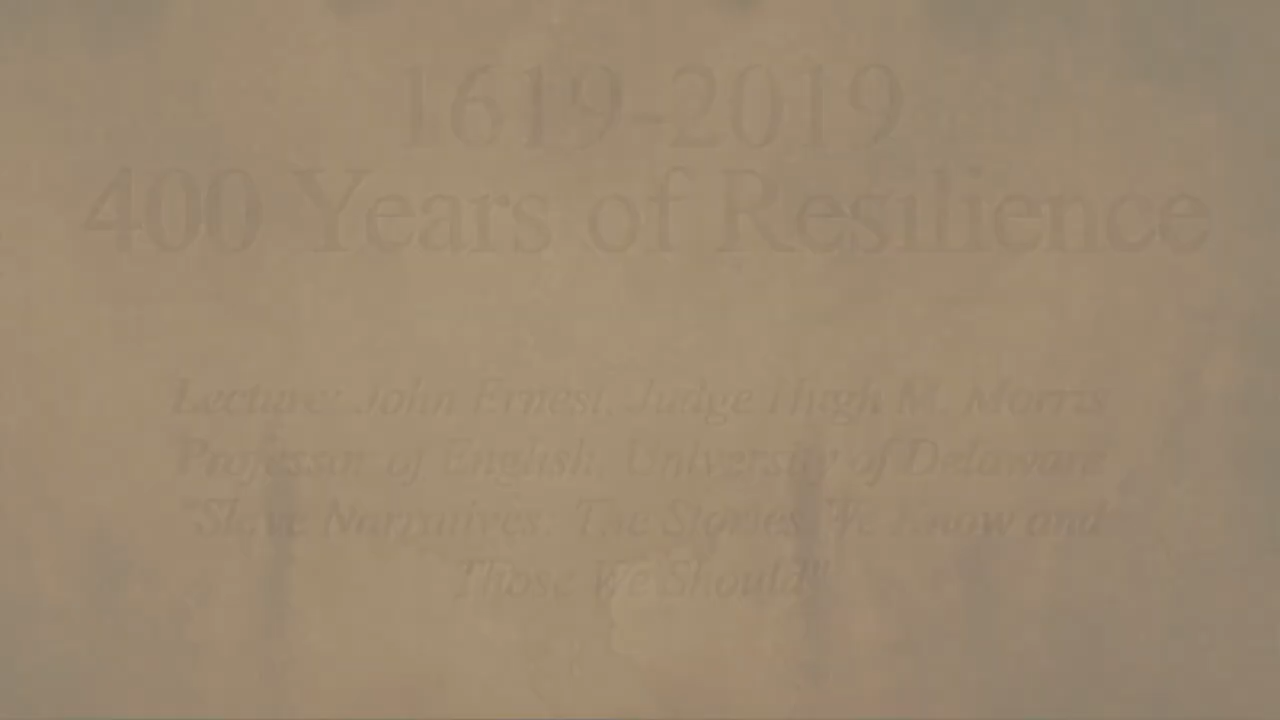 1619-2019
400 Years of Resilience
Lecture: John Ernest, Judge Hugh M. Morris
Professor of English, University of Delaware
"Slave Narratives: The Stories We Know and
Those We Should"